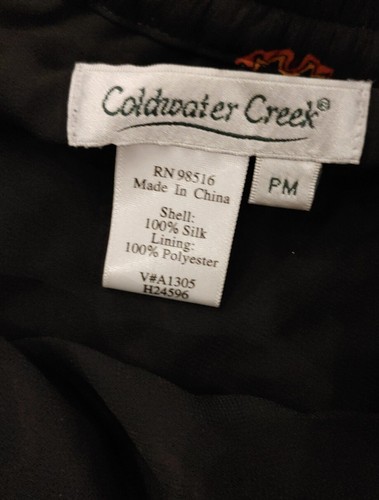 Coldwater Creek®
RN 98516
Made In China
PM
Shell:
100% Silk
Lining:
100% Polyester
V#A1305
H24596